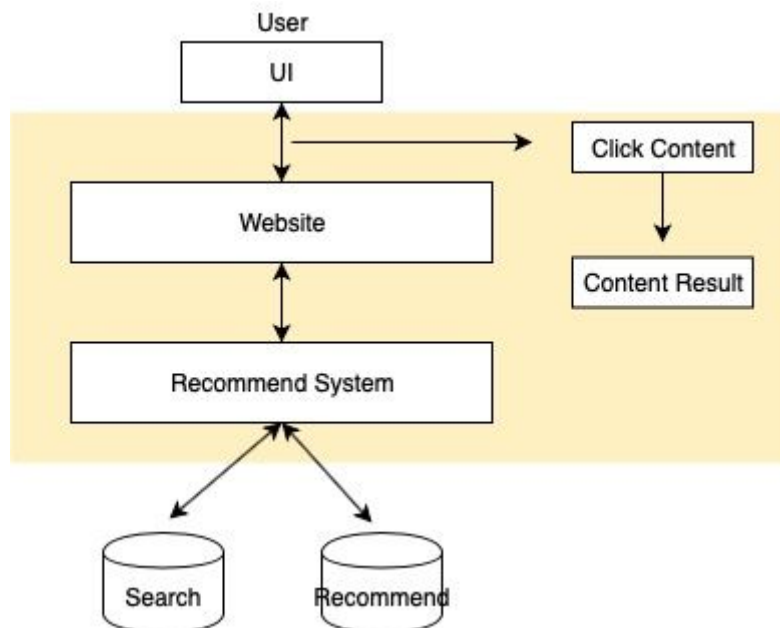 User
UI
Click Content
Website
Content Result
Recommend System
Search
Recommend